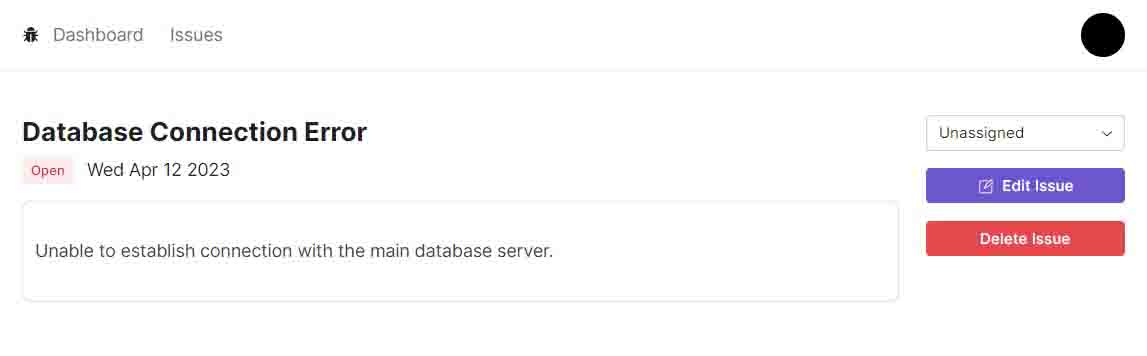 Dashboard Issues
Database Connection Error
Open Wed Apr 12 2023
Unable to establish connection with the main database server.
Unassigned
Edit Issue
Delete Issue